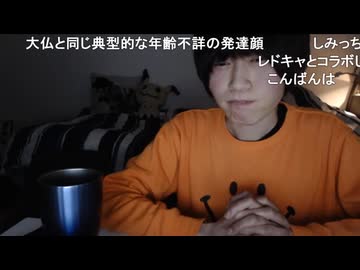 大仏と同じ典型的な年齢不詳の発達顔
しみっち
レドキャとコラボし
こんばんは